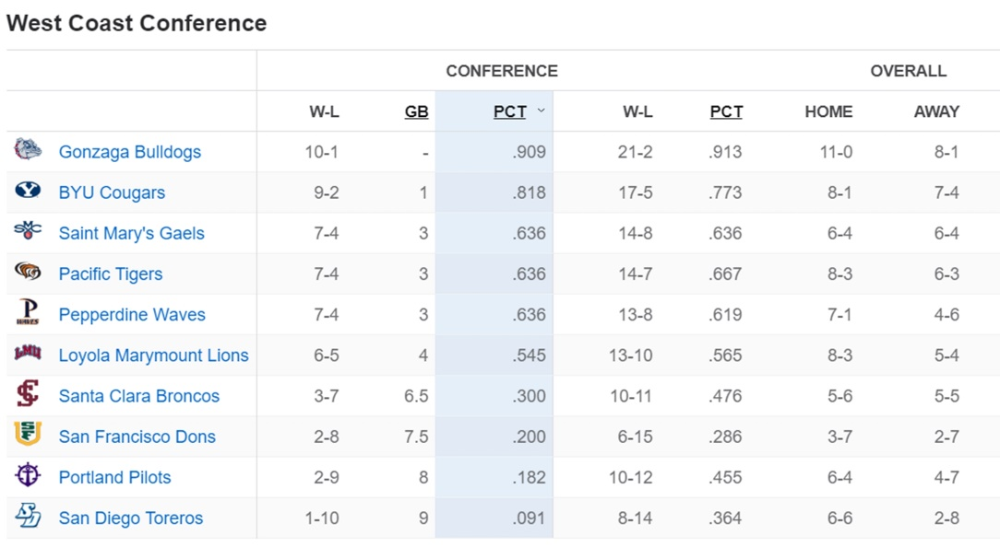 West Coast Conference
CONFERENCE OVERALL
W-L GB PCT W-L PCT HOME AWAY
Gonzaga Bulldogs 10-1 - .909 21-2 .913 11-0 8-1
Y BYU Cougars 9-2 1 .818 17-5 .773 8-1 7-4
SMC Saint Mary's Gaels 7-4 3 .636 14-8 .636 6-4 6-4
Pacific Tigers 7-4 3 .636 14-7 .667 8-3 6-3
P WAVES Pepperdine Waves 7-4 3 .636 13-8 .619 7-1 4-6
LMU Loyola Marymount Lions 6-5 4 .545 13-10 .565 8-3 5-4
SC Santa Clara Broncos 3-7 6.5 .300 10-11 .476 5-6 5-5
SF San Francisco Dons 2-8 7.5 .200 6-15 .286 3-7 2-7
Portland Pilots 2-9 8 .182 10-12 .455 6-4 4-7
SD San Diego Toreros 1-10 9 .091 8-14 .364 6-6 2-8